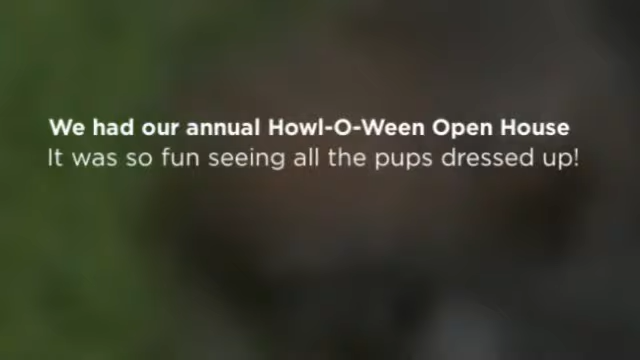 We had our annual Howl-O-Ween Open House
It was so fun seeing all the pups dressed up!